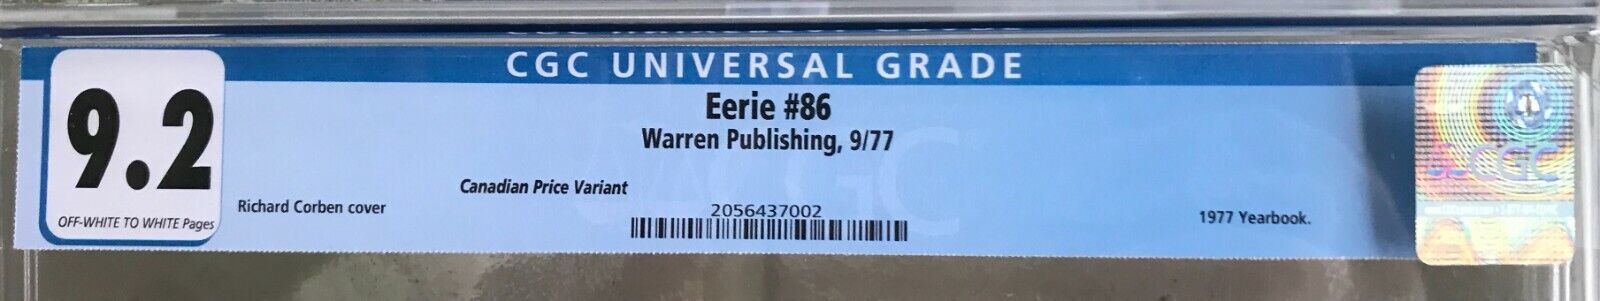 CGC UNIVERSAL GRADE
9.2
OFF-WHITE TO WHITE Pages
Eerie #86
Warren Publishing, 9/77
Canadian Price Variant
Richard Corben cover
2056437002
1977 Yearbook.
CGC